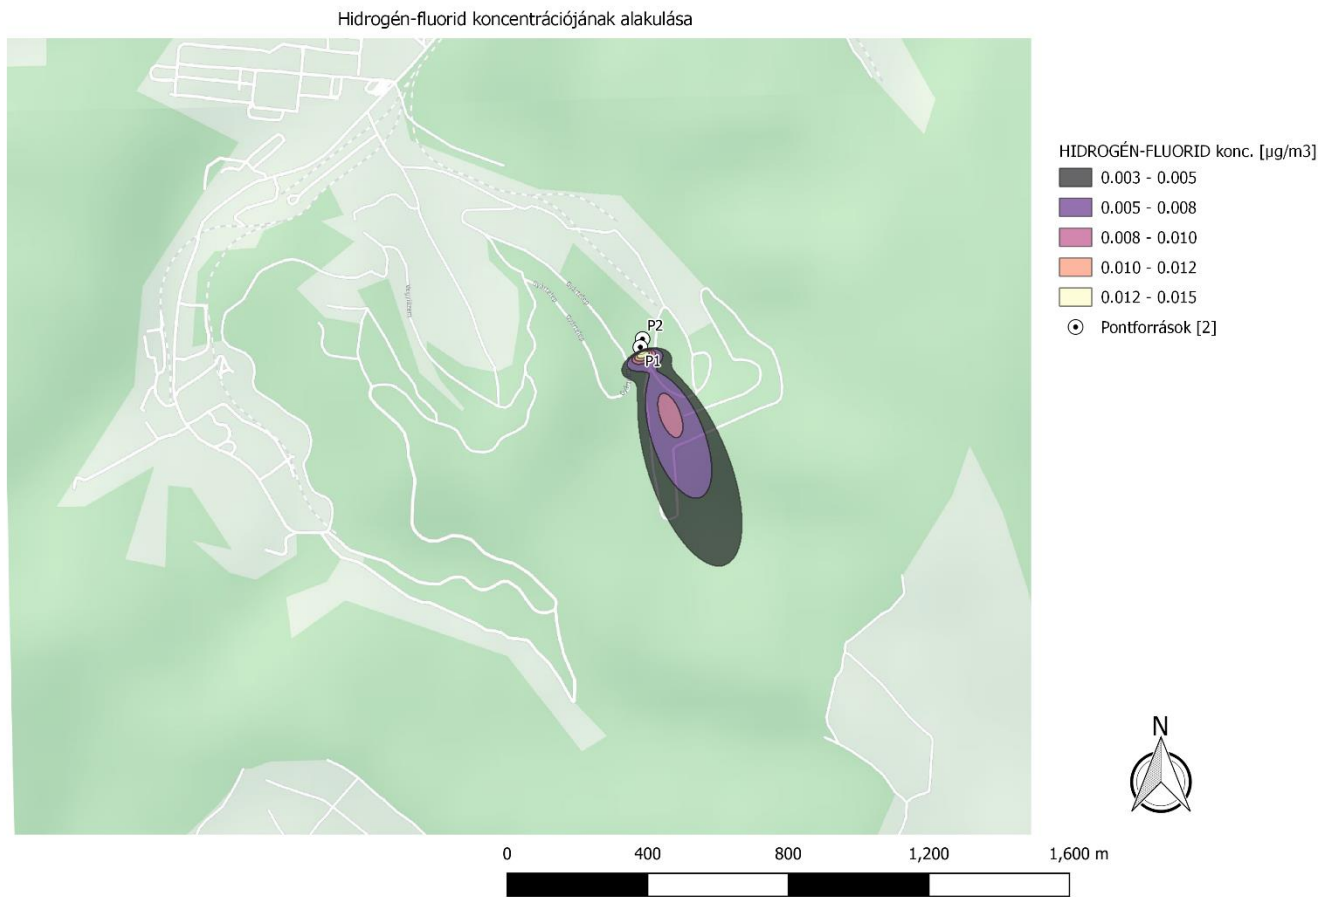 Hidrogén-fluorid koncentrációjának alakulása
HIDROGÉN-FLUORID konc. [µg/m3]
0.003 - 0.005
0.005 - 0.008
0.008 - 0.010
0.010 - 0.012
0.012 - 0.015
Pontforrások [2]
P2
P1
N
0 400 800 1,200 1,600 m